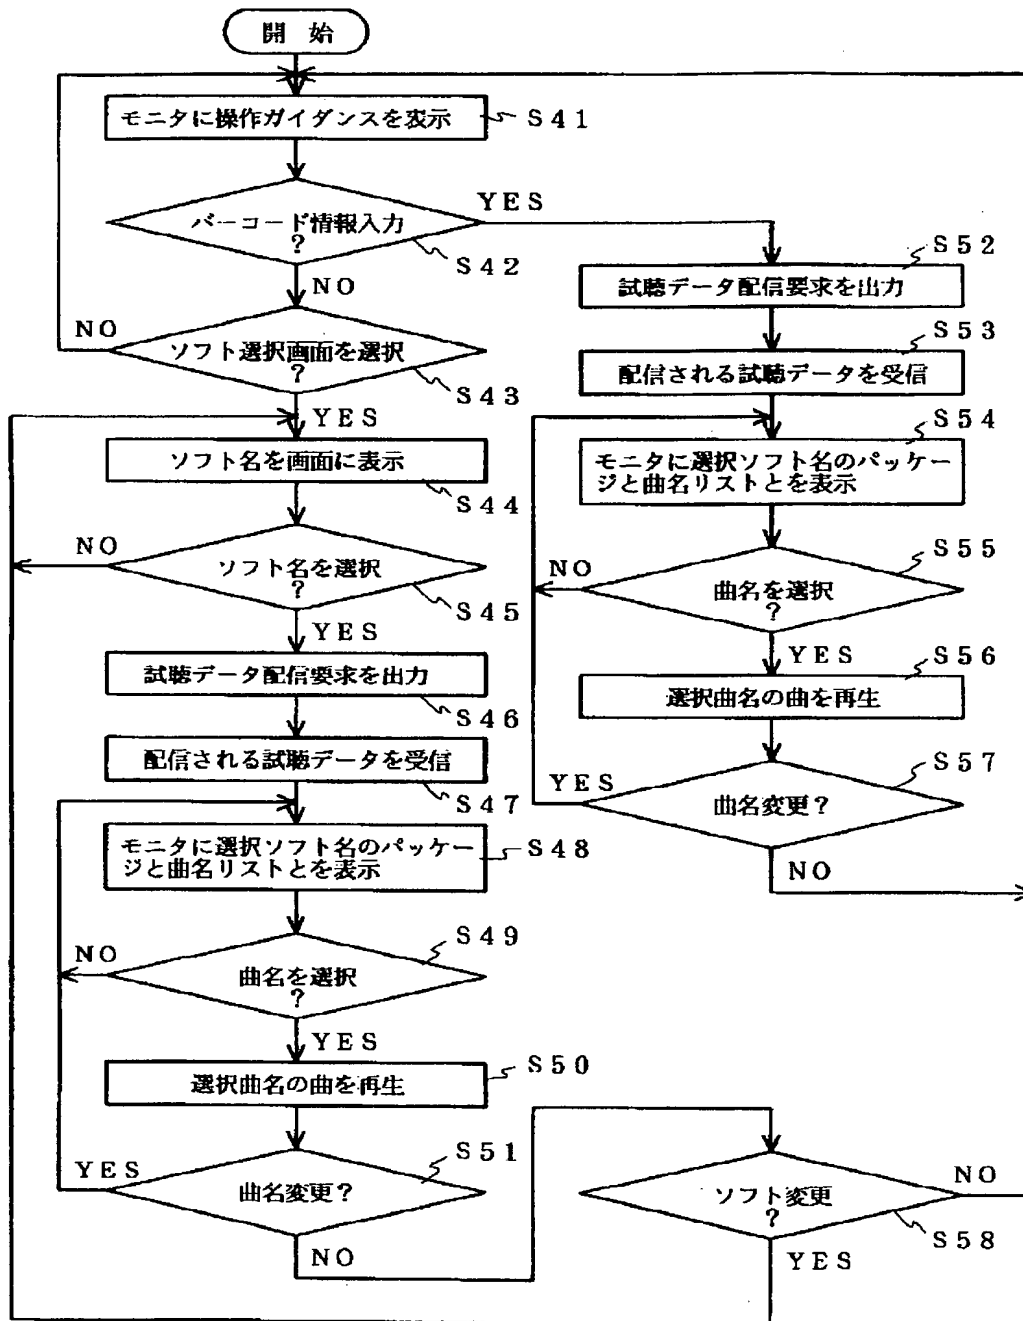 開 始
モニタに操作ガイダンスを表示
S41
バーコード情報入力
?
S42
YES
NO
ソフト選択画面を選択
?
S43
NO
YES
ソフト名を画面に表示
S44
ソフト名を選択
?
S45
NO
YES
試聴データ配信要求を出力
S46
配信される試聴データを受信
S47
モニタに選択ソフト名のパッケー
ジと曲名リストとを表示
S48
曲名を選択
?
S49
NO
YES
選択曲名の曲を再生
S50
曲名変更?
S51
YES
NO
試聴データ配信要求を出力
S52
配信される試聴データを受信
S53
モニタに選択ソフト名のパッケー
ジと曲名リストとを表示
S54
曲名を選択
?
S55
NO
YES
選択曲名の曲を再生
S56
曲名変更?
S57
YES
NO
ソフト変更
?
S58
NO
YES